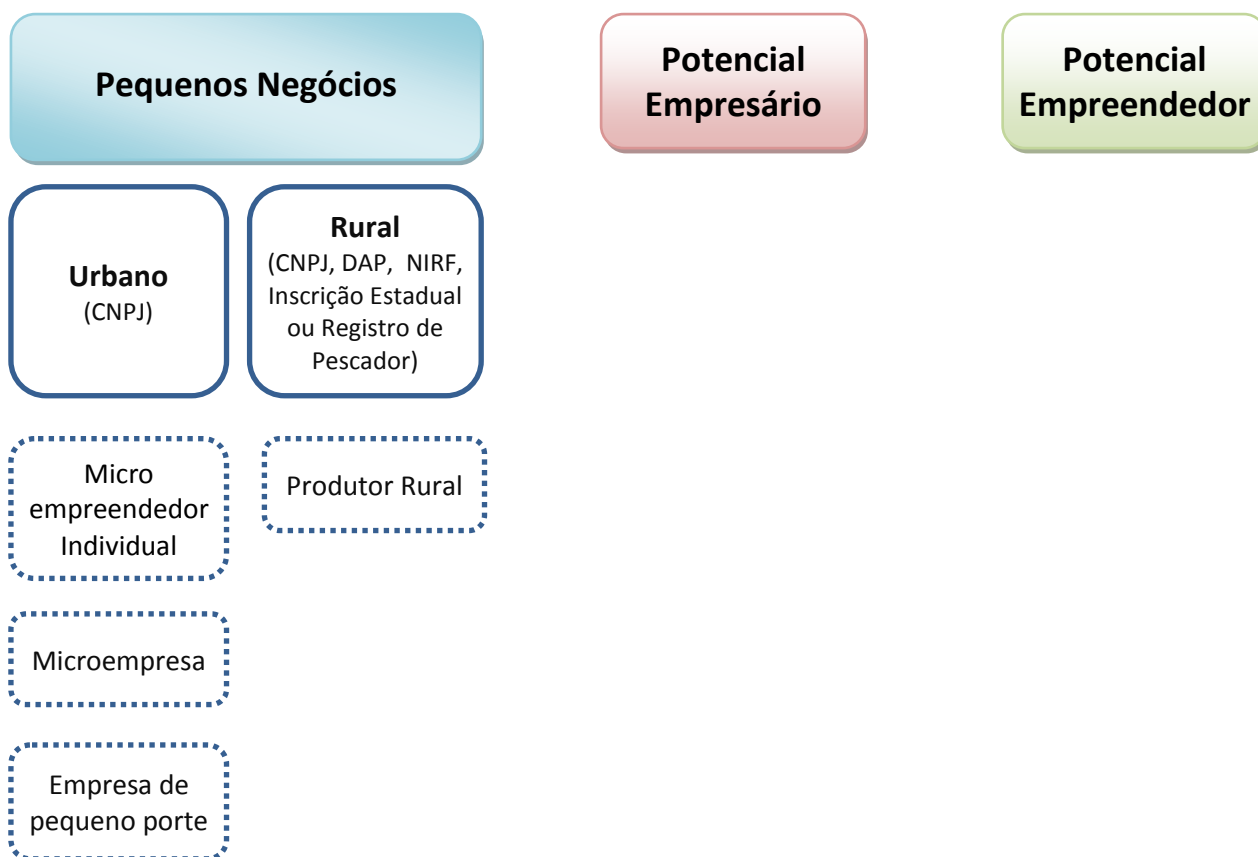 Pequenos Negócios
Potencial
Empresário
Potencial
Empreendedor
Urbano
(CNPJ)
Rural
(CNPJ, DAP, NIRF,
Inscrição Estadual
ou Registro de
Pescador)
Micro
empreendedor
Individual
Produtor Rural
Microempresa
Empresa de
pequeno porte